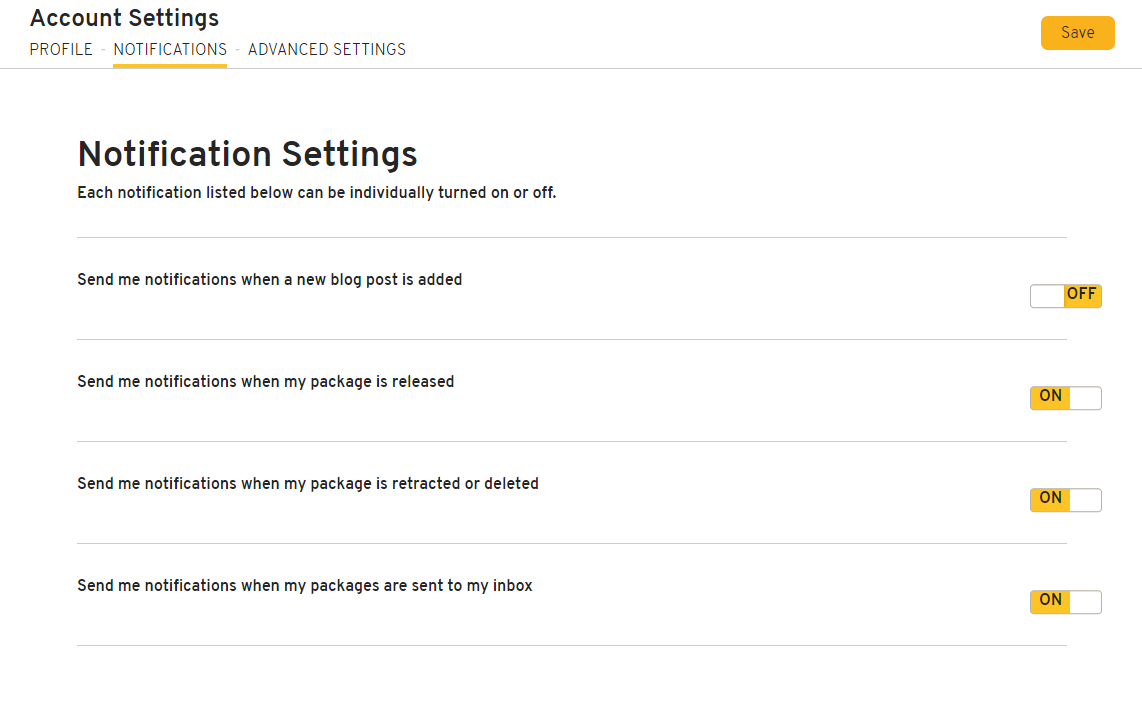 Account Settings
PROFILE - NOTIFICATIONS - ADVANCED SETTINGS
Save
Notification Settings
Each notification listed below can be individually turned on or off.
Send me notifications when a new blog post is added
OFF
Send me notifications when my package is released
ON
Send me notifications when my package is retracted or deleted
ON
Send me notifications when my packages are sent to my inbox
ON